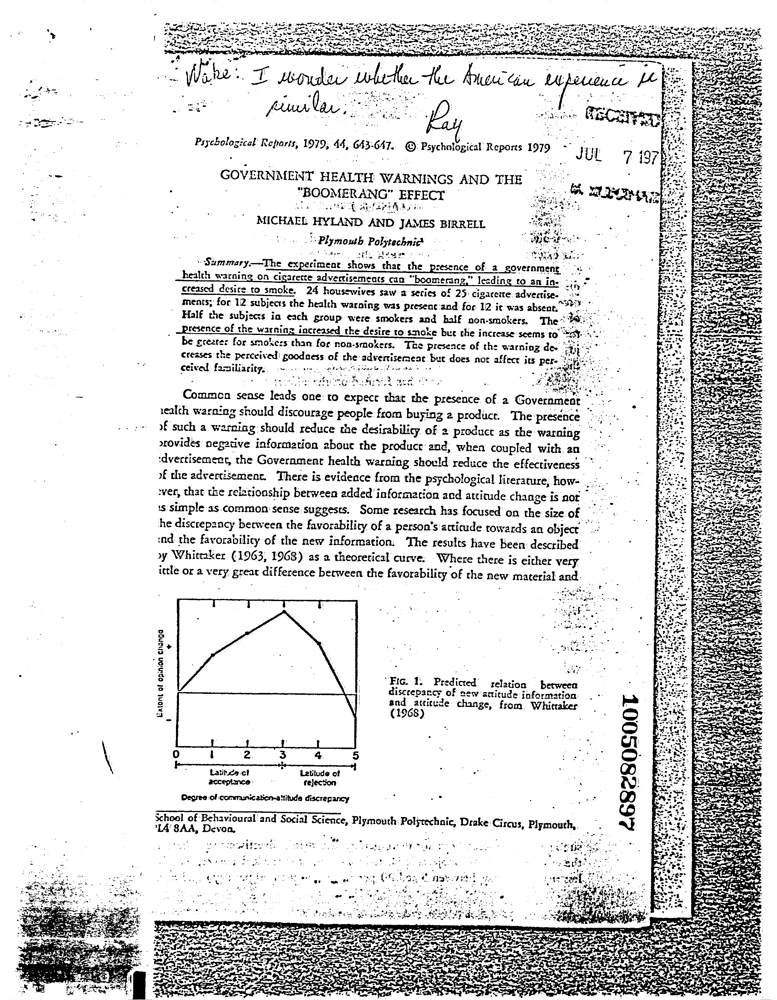 Wake: I wonder whether the American experience is
similar.
Ray
RECEIVED
JUL 7 197
Psychological Reports, 1979, 44, 643-647. © Psychological Reports 1979
GOVERNMENT HEALTH WARNINGS AND THE
"BOOMERANG" EFFECT
MICHAEL HYLAND AND JAMES BIRRELL
Plymouth Polytechnic
Summary.—The experiment shows that the presence of a government
health warning on cigarette advertisements can "boomerang," leading to an in-
creased desire to smoke. 24 housewives saw a series of 25 cigarette advertise-
ments; for 12 subjects the health warning was present and for 12 it was absent.
Half the subjects in each group were smokers and half non-smokers. The
presence of the warning increased the desire to smoke but the increase seems to
be greater for smokers than for non-smokers. The presence of the warning de-
creases the perceived goodness of the advertisement but does not affect its per-
ceived familiarity.
Common sense leads one to expect that the presence of a Government
ealth warning should discourage people from buying a product. The presence
of such a warning should reduce the desirability of a product as the warning
provides negative information about the product and, when coupled with an
advertisement, the Government health warning should reduce the effectiveness
of the advertisement. There is evidence from the psychological literature, how-
ever, that the relationship between added information and attitude change is not
as simple as common sense suggests. Some research has focused on the size of
he discrepancy between the favorability of a person's attitude towards an object
and the favorability of the new information. The results have been described
by Whittaker (1963, 1968) as a theoretical curve. Where there is either very
ittle or a very great difference between the favorability of the new material and
Extent of opinion change
+
–
0 1 2 3 4 5
Latitude of acceptance
Latitude of rejection
Degree of communication-attitude discrepancy
FIG. 1. Predicted relation between
discrepancy of new attitude information
and attitude change, from Whittaker
(1968)
1005082897
School of Behavioural and Social Science, Plymouth Polytechnic, Drake Circus, Plymouth,
PL4 8AA, Devon.